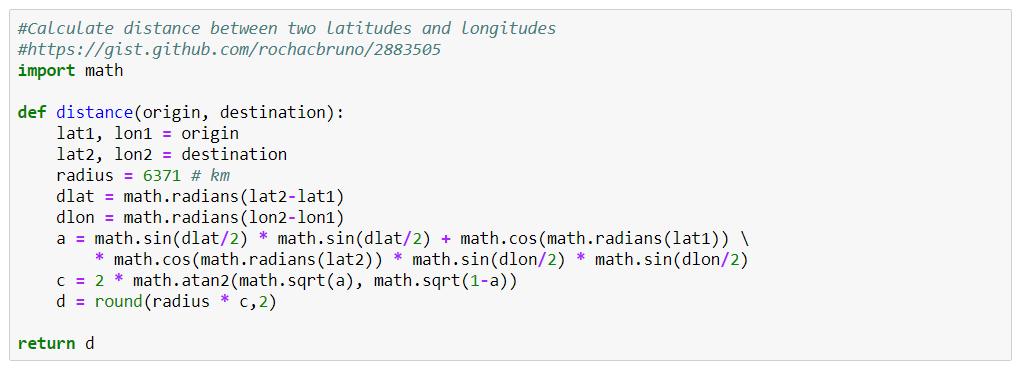 #Calculate distance between two latitudes and longitudes
#https://gist.github.com/rochacbruno/2883505
import math

def distance(origin, destination):
    lat1, lon1 = origin
    lat2, lon2 = destination
    radius = 6371 # km
    dlat = math.radians(lat2-lat1)
    dlon = math.radians(lon2-lon1)
    a = math.sin(dlat/2) * math.sin(dlat/2) + math.cos(math.radians(lat1)) \
        * math.cos(math.radians(lat2)) * math.sin(dlon/2) * math.sin(dlon/2)
    c = 2 * math.atan2(math.sqrt(a), math.sqrt(1-a))
    d = round(radius * c,2)

return d